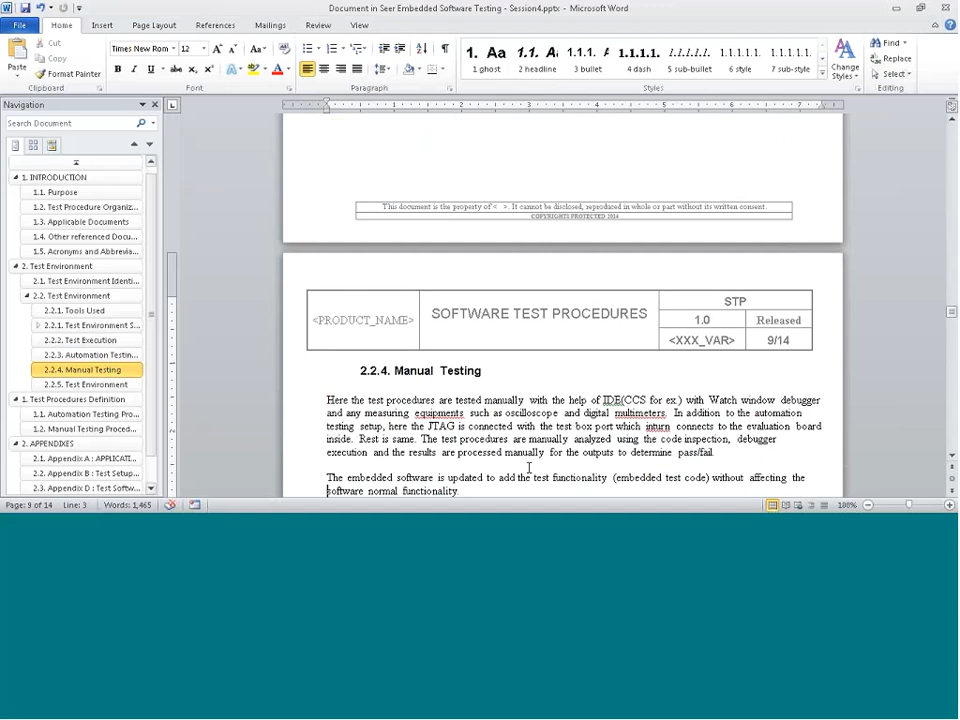 Document in Seer Embedded Software Testing - Session4.pptx - Microsoft Word
File Home Insert Page Layout References Mailings Review View
Cut
Copy
Format Painter
Paste
Clipboard
Times New Rom 12
Font
Paragraph
1. Aa 1.1. A 1.1.1. A 1.1.1.1. 1.1.1.1. 1.1.1.1. 1.1.1.1.
1 ghost 2 headline 3 bullet 4 dash 5 sub-bullet 6 style 7 sub-style
Styles
Change Styles
Find
Replace
Select
Editing
Navigation
Search Document
1. INTRODUCTION
1.1. Purpose
1.2. Test Procedure Organiz...
1.3. Applicable Documents
1.4. Other referenced Docu...
1.5. Acronyms and Abbrevia...
2. Test Environment
2.1. Test Environment Identi...
2.2. Test Environment
2.2.1. Tools Used
2.2.1. Test Environment S...
2.2.2. Test Execution
2.2.3. Automation Testin...
2.2.4. Manual Testing
2.2.5. Test Environment
1. Test Procedures Definition
1.1. Automation Testing Pro...
1.2. Manual Testing Proced...
2. APPENDIXES
2.1. Appendix A : APPLICATI...
2.2. Appendix B : Test Setup...
2.3. Appendix D : Test Softw...
This document is the property of < >. It cannot be disclosed, reproduced in whole or part without its written consent.
COPYRIGHTS PROTECTED 2014
<PRODUCT_NAME>
SOFTWARE TEST PROCEDURES
STP
1.0 Released
<XXX_VAR> 9/14
2.2.4. Manual Testing
Here the test procedures are tested manually with the help of IDE(CCS for ex.) with Watch window debugger
and any measuring equipments such as oscilloscope and digital multimeters. In addition to the automation
testing setup, here the JTAG is connected with the test box port which inturn connects to the evaluation board
inside. Rest is same. The test procedures are manually analyzed using the code inspection, debugger
execution and the results are processed manually for the outputs to determine pass/fail.
The embedded software is updated to add the test functionality (embedded test code) without affecting the
software normal functionality.
Page: 9 of 14 Line: 3 Words: 1,465 100%